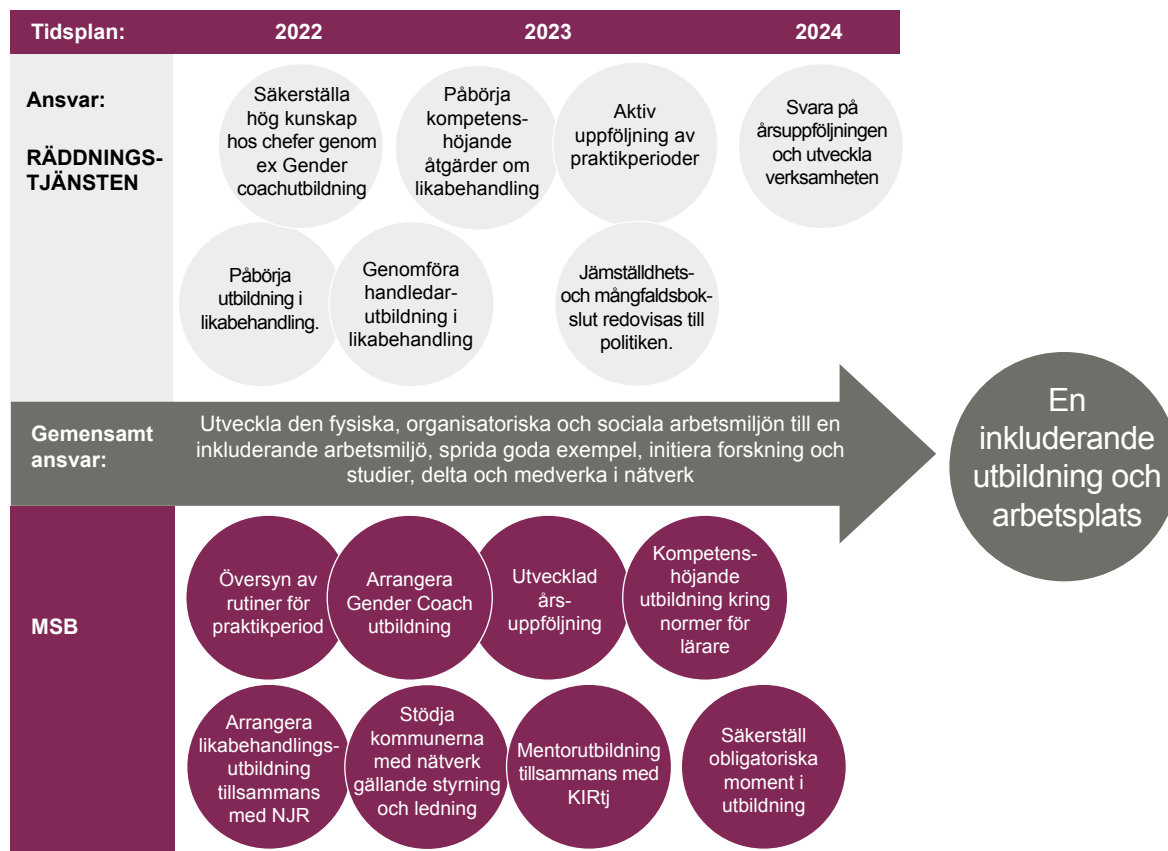 Tidsplan: 2022 2023 2024
Ansvar:
RÄDDNINGS-
TJÄNSTEN
Säkerställa
hög kunskap
hos chefer genom
ex Gender
coachutbildning
Påbörja
kompetens-
höjande
åtgärder om
likabehandling
Aktiv
uppföljning av
praktikperioder
Svara på
årsuppföljningen
och utveckla
verksamheten
Påbörja
utbildning i
likabehandling.
Genomföra
handledar-
utbildning i
likabehandling
Jämställdhets-
och mångfaldsbok-
slut redovisas till
politiken.
Gemensamt
ansvar:
Utveckla den fysiska, organisatoriska och sociala arbetsmiljön till en
inkluderande arbetsmiljö, sprida goda exempel, initiera forskning och
studier, delta och medverka i nätverk
En
inkluderande
utbildning och
arbetsplats
MSB
Översyn av
rutiner för
praktikperiod
Arrangera
Gender Coach
utbildning
Utvecklad
års-
uppföljning
Kompetens-
höjande
utbildning kring
normer för
lärare
Arrangera
likabehandlings-
utbildning
tillsammans
med NJR
Stödja
kommunerna
med nätverk
gällande styrning
och ledning
Mentorutbildning
tillsammans med
KIRtj
Säkerställ
obligatoriska
moment i
utbildning